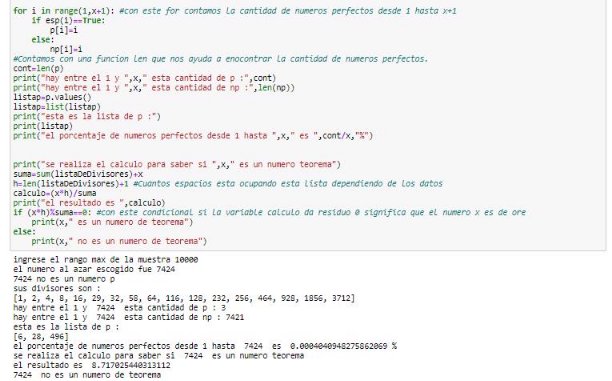 for i in range(1,x+1): #con este for contamos la cantidad de numeros perfectos desde 1 hasta x+1
    if esp(i)==True:
        p[i]=i
    else:
        np[i]=i
#Contamos con una funcion len que nos ayuda a enocontrar la cantidad de numeros perfectos.
cont=len(p)
print("hay entre el 1 y ",x," esta cantidad de p :",cont)
print("hay entre el 1 y ",x," esta cantidad de np :",len(np))
listap=p.values()
listap=list(listap)
print("esta es la lista de p :")
print(listap)
print("el porcentaje de numeros perfectos desde 1 hasta ",x," es ",cont/x,"%")
print("se realiza el calculo para saber si ",x," es un numero teorema")
suma=sum(listaDeDivisores)+x
h=len(listaDeDivisores)+1 #Cuantos espacios esta ocupando esta lista dependiendo de los datos
calculo=(x*h)/suma
print("el resultado es ",calculo)
if (x*h)%suma==0: #con este condicional si la variable calculo da residuo 0 significa que el numero x es de ore
    print(x," es un numero de teorema")
else:
    print(x," no es un numero de teorema")
ingrese el rango max de la muestra 10000
el numero al azar escogido fue 7424
7424 no es un numero p
sus divisores son :
[1, 2, 4, 8, 16, 29, 32, 58, 64, 116, 128, 232, 256, 464, 928, 1856, 3712]
hay entre el 1 y  7424  esta cantidad de p : 3
hay entre el 1 y  7424  esta cantidad de np : 7421
esta es la lista de p :
[6, 28, 496]
el porcentaje de numeros perfectos desde 1 hasta  7424  es  0.0004040948275862069 %
se realiza el calculo para saber si  7424  es un numero teorema
el resultado es  8.717025440313112
7424  no es un numero de teorema